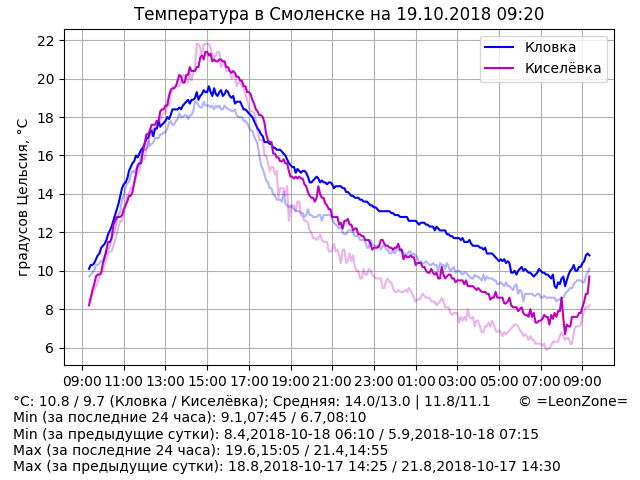 Температура в Смоленске на 19.10.2018 09:20
градусов Цельсия, °C
22
20
18
16
14
12
10
8
6
Кловка
Киселёвка
09:00 11:00 13:00 15:00 17:00 19:00 21:00 23:00 01:00 03:00 05:00 07:00 09:00
°C: 10.8 / 9.7 (Кловка / Киселёвка); Средняя: 14.0/13.0 | 11.8/11.1 © =LeonZone=
Min (за последние 24 часа): 9.1,07:45 / 6.7,08:10
Min (за предыдущие сутки): 8.4,2018-10-18 06:10 / 5.9,2018-10-18 07:15
Max (за последние 24 часа): 19.6,15:05 / 21.4,14:55
Max (за предыдущие сутки): 18.8,2018-10-17 14:25 / 21.8,2018-10-17 14:30